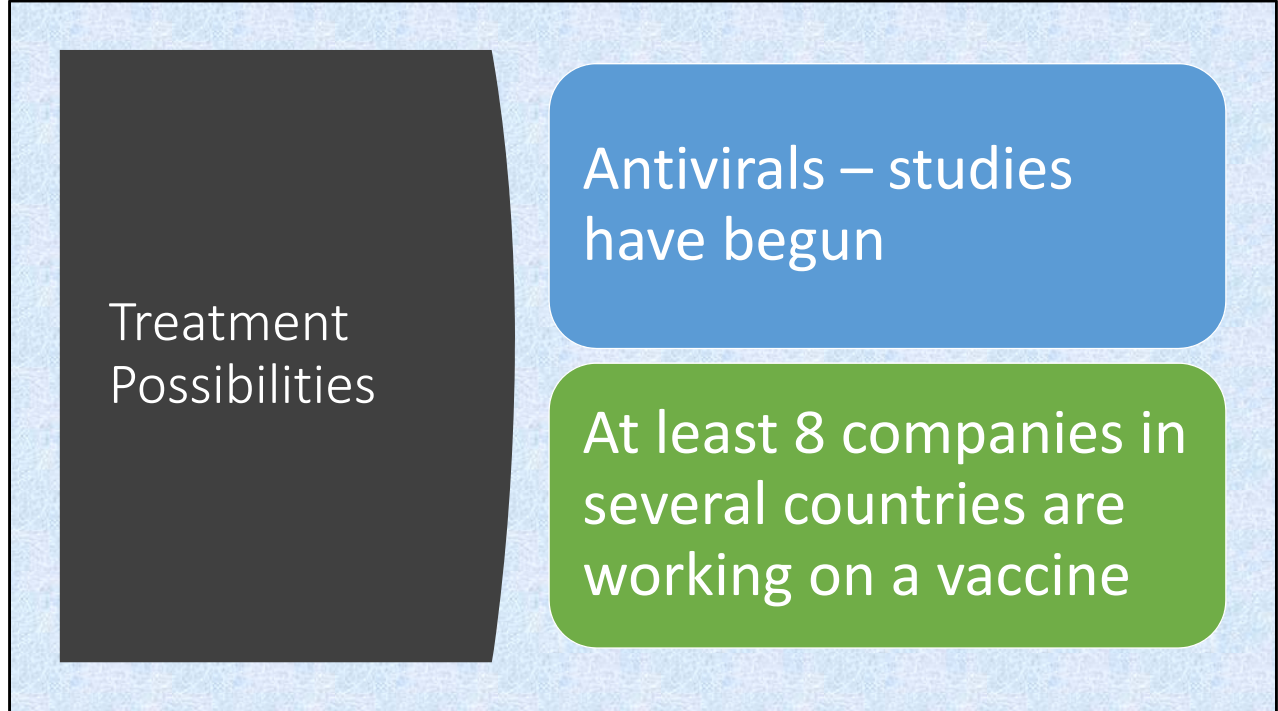 Treatment
Possibilities
Antivirals – studies
have begun
At least 8 companies in
several countries are
working on a vaccine